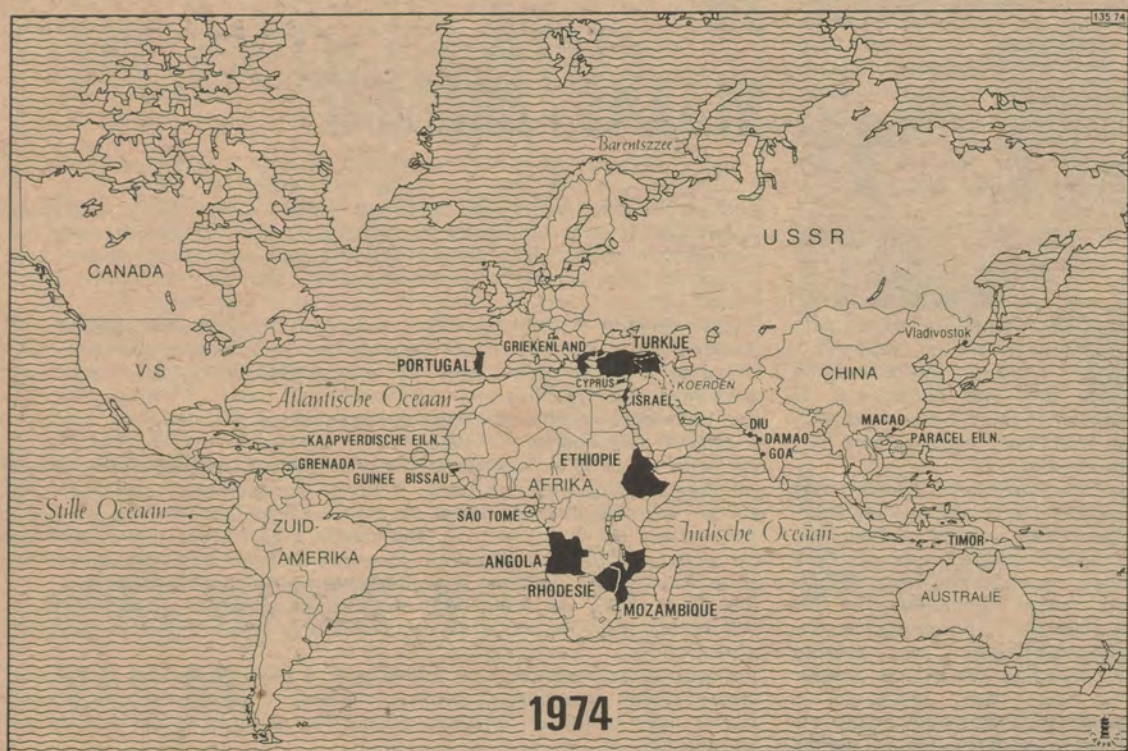 135 74
Barentszzee
USSR
CANADA
Vladivostok
GRIEKENLAND
TURKIJE
PORTUGAL
VS
CYPRUS
KOERDEN
CHINA
ISRAEL
Atlantische Oceaan
DIU
MACAO
DAMAO
PARACEL EILN.
KAAPVERDISCHE EILN.
GOA
GRENADA
ETHIOPIE
GUINEE BISSAU
AFRIKA
Stille Oceaan
SÃO TOME
ZUID-
AMERIKA
Indische Oceaan
TIMOR
ANGOLA
RHODESIE
AUSTRALIE
MOZAMBIQUE
1974